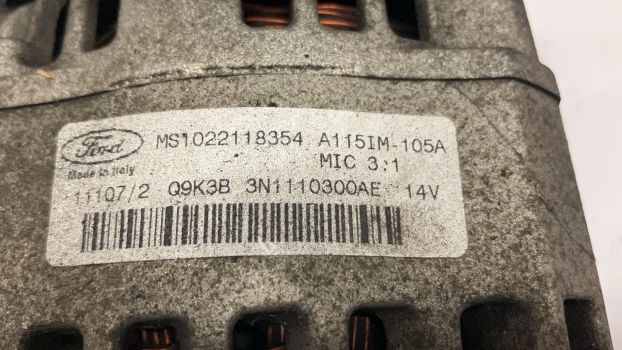 Ford MS1022118354 A115IM-105A
Made in Italy MIC 3:1
11107/2 Q9K3B 3N1110300AE 14V